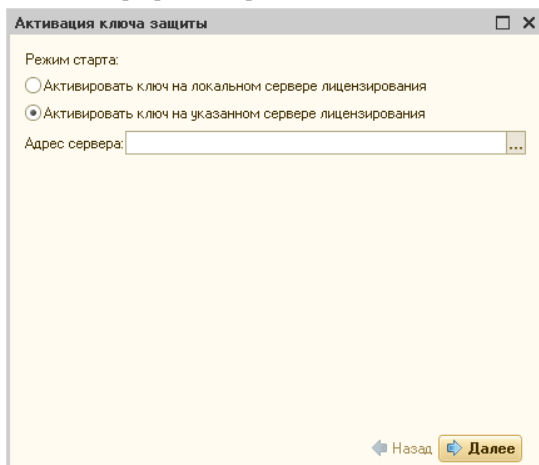 Активация ключа защиты
Режим старта:
Активировать ключ на локальном сервере лицензирования
Активировать ключ на указанном сервере лицензирования
Адрес сервера:
...
Назад Далее